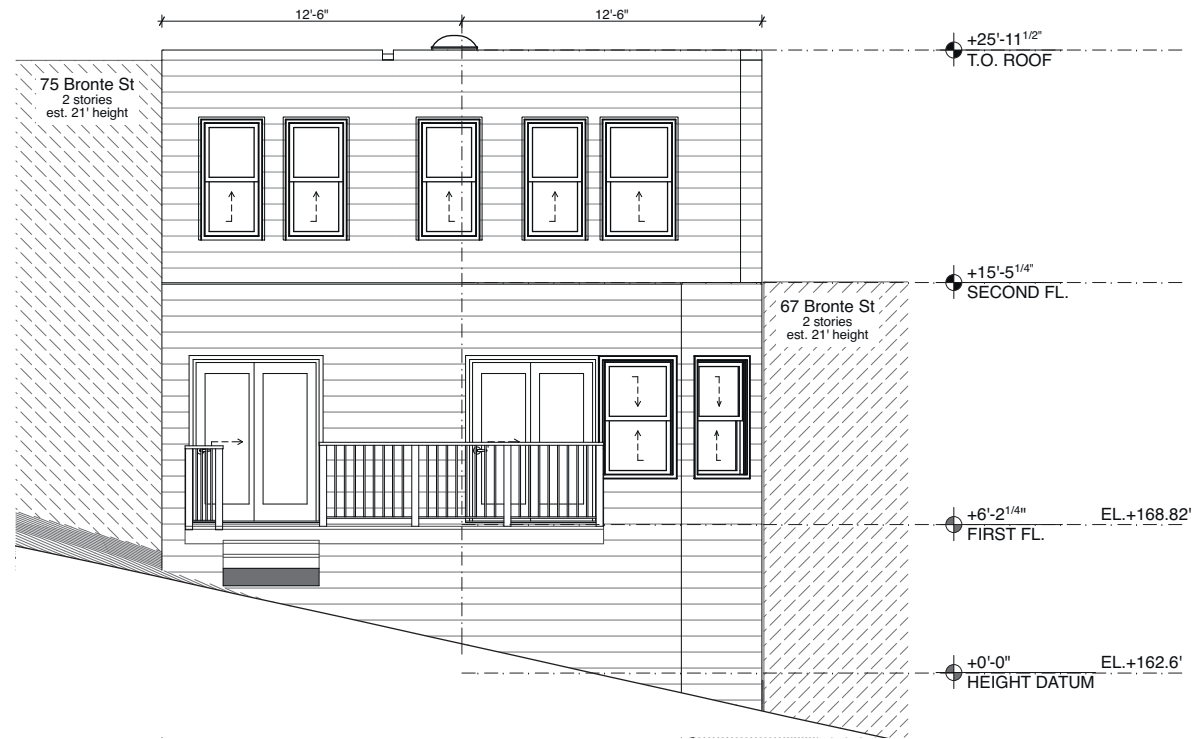 12'-6" 12'-6"
+25'-11 1/2"
T.O. ROOF
75 Bronte St
2 stories
est. 21' height
+15'-5 1/4"
SECOND FL.
67 Bronte St
2 stories
est. 21' height
+6'-2 1/4" EL.+168.82'
FIRST FL.
+0'-0" EL.+162.6'
HEIGHT DATUM